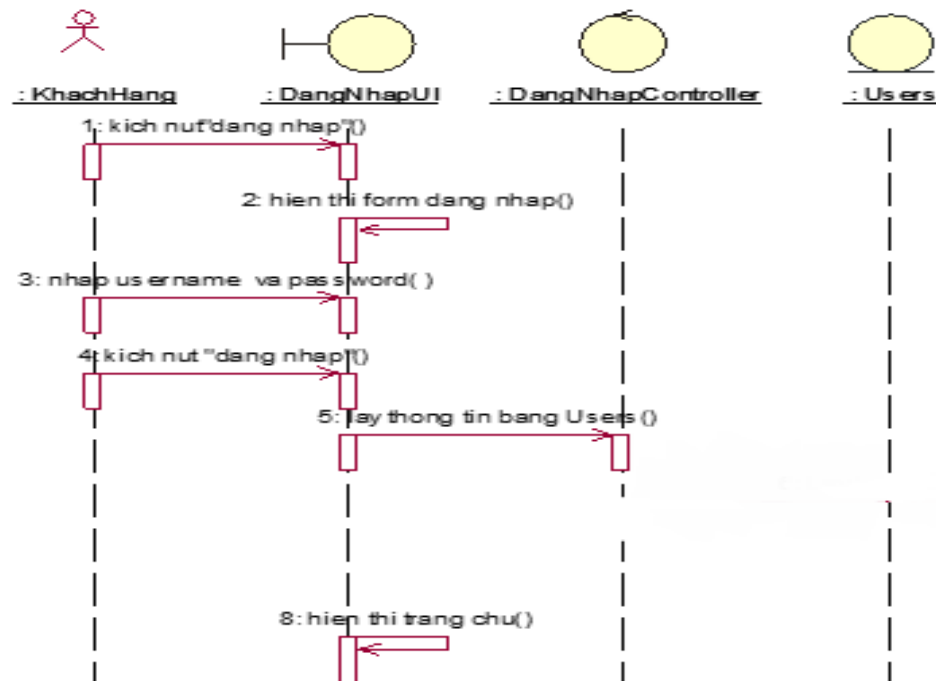 : KhachHang
: DangNhapUI
: DangNhapController
: Users
1: kich nut"dang nhap"()
2: hien thi form dang nhap()
3: nhap username va password( )
4: kich nut "dang nhap"()
5: lay thong tin bang Users()
8: hien thi trang chu()